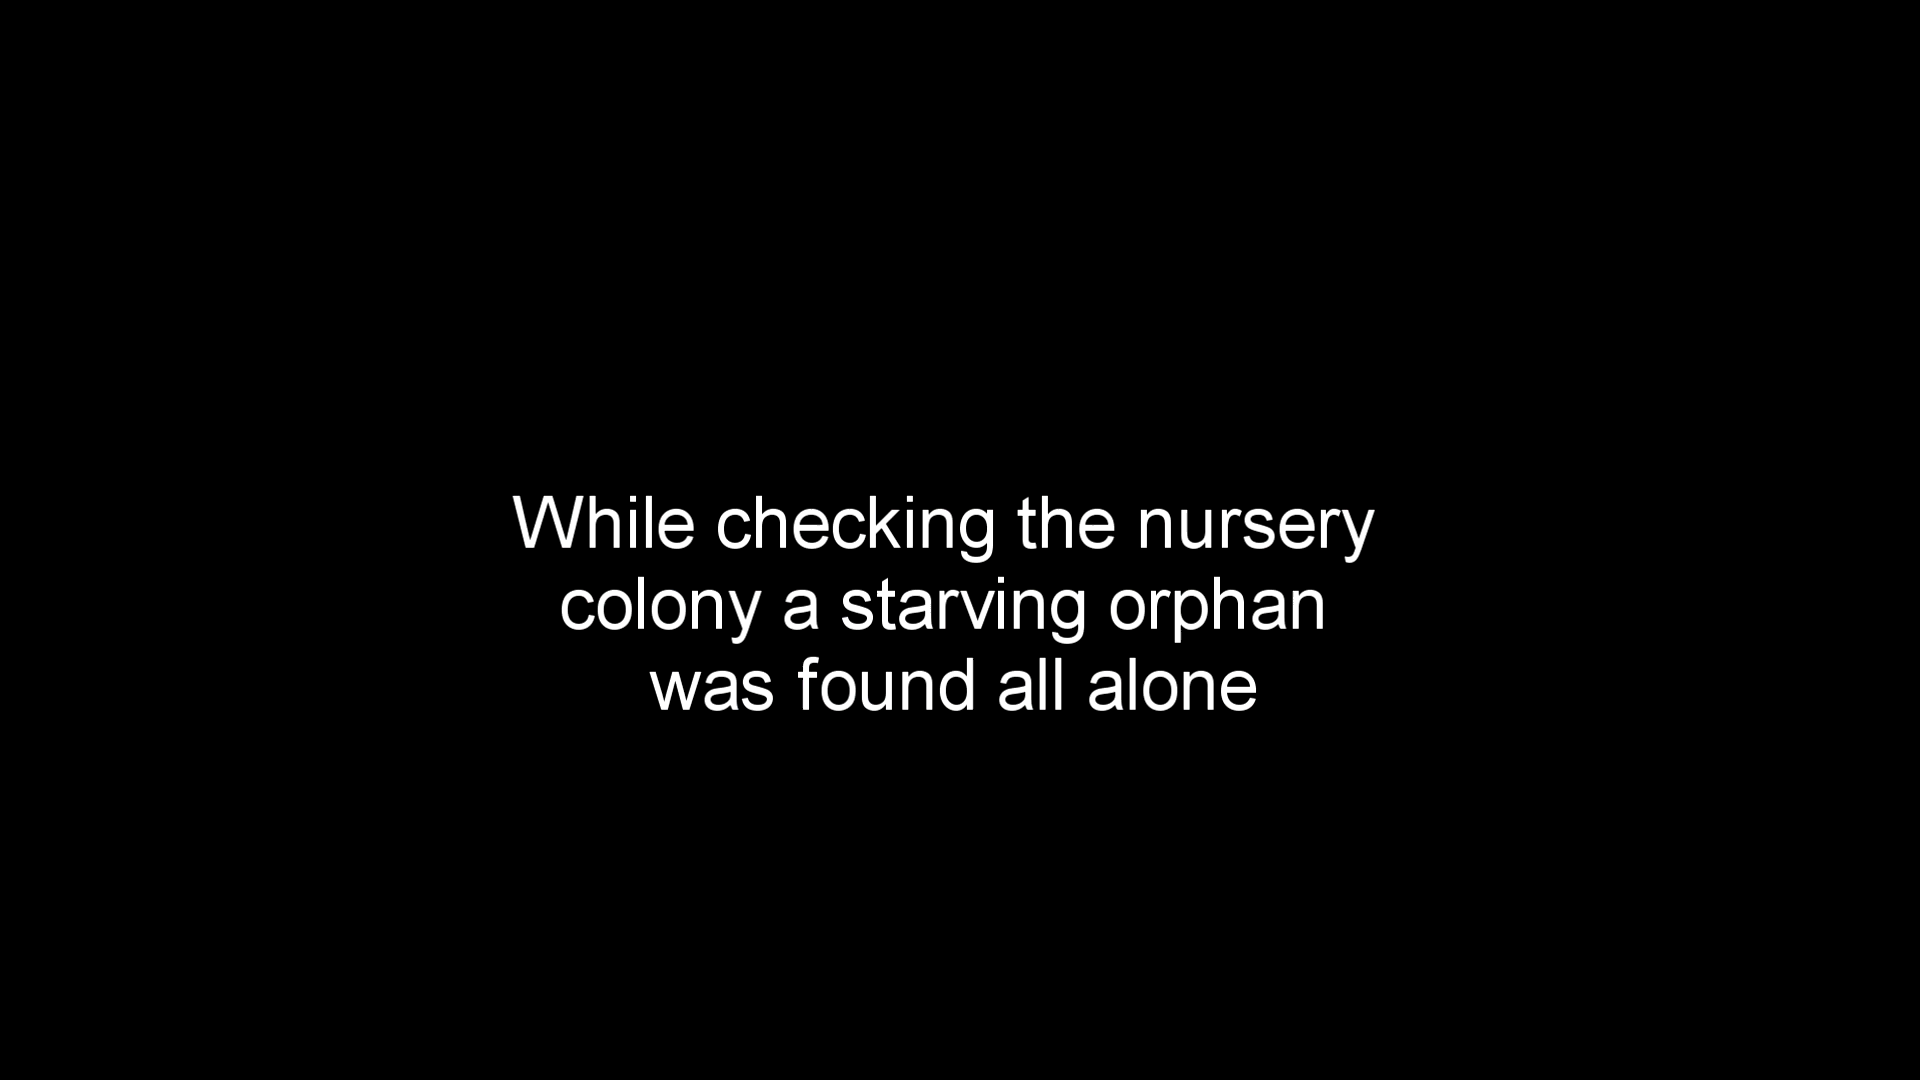 While checking the nursery
colony a starving orphan
was found all alone